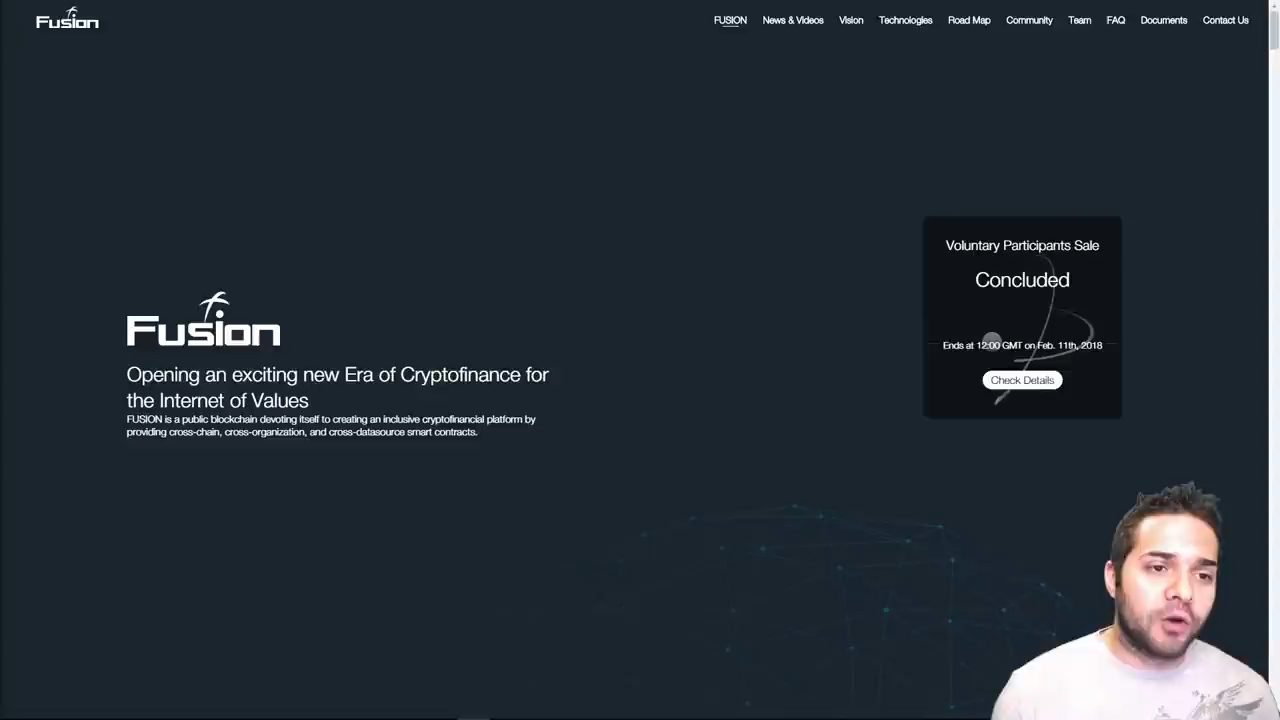 Fusion
FUSION News & Videos Vision Technologies Road Map Community Team FAQ Documents Contact Us
Voluntary Participants Sale
Concluded
Ends at 12:00 GMT on Feb. 11th, 2018
Check Details
Fusion
Opening an exciting new Era of Cryptofinance for
the Internet of Values
FUSION is a public blockchain devoting itself to creating an inclusive cryptofinancial platform by
providing cross-chain, cross-organization, and cross-datasource smart contracts.